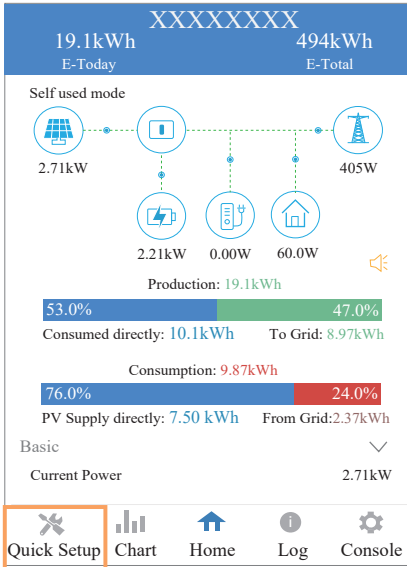 XXXXXXXX
19.1kWh 494kWh
E-Today E-Total
Self used mode
2.71kW 405W
2.21kW 0.00W 60.0W
Production: 19.1kWh
53.0% 47.0%
Consumed directly: 10.1kWh To Grid: 8.97kWh
Consumption: 9.87kWh
76.0% 24.0%
PV Supply directly: 7.50 kWh From Grid:2.37kWh
Basic
Current Power 2.71kW
Quick Setup Chart Home Log Console